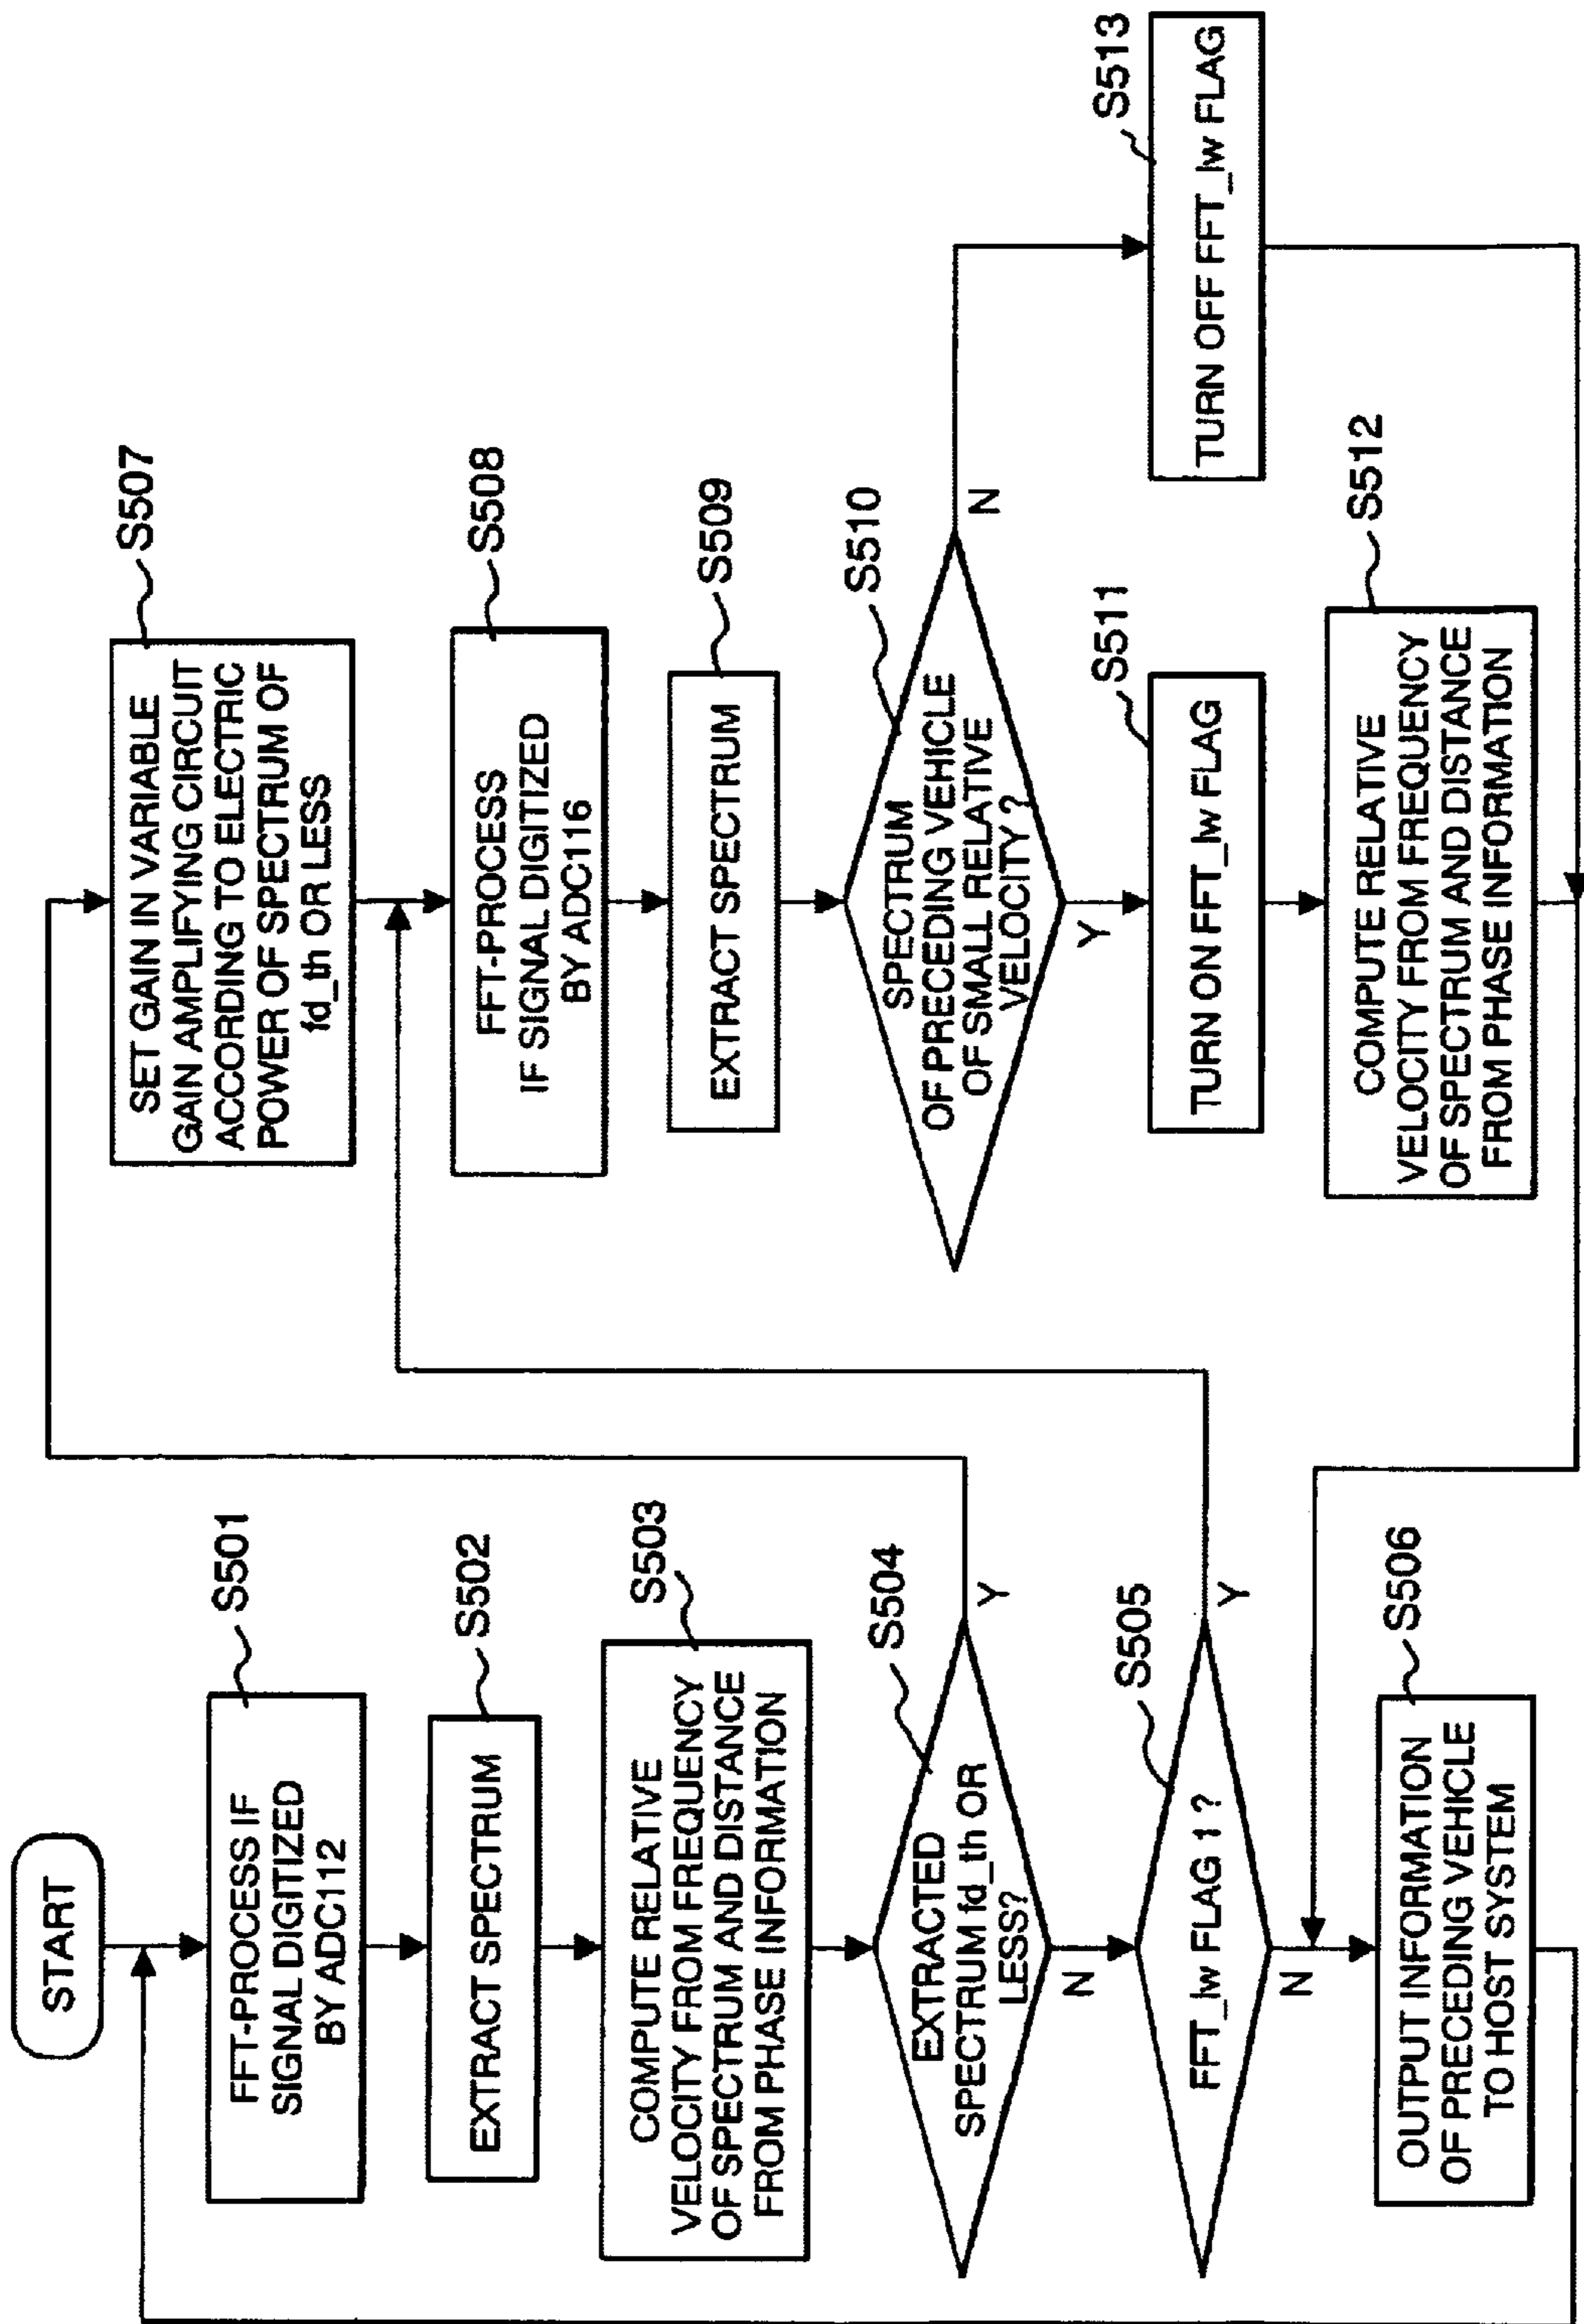 START
FFT-PROCESS IF
SIGNAL DIGITIZED
BY ADC112
S501
EXTRACT SPECTRUM
S502
COMPUTE RELATIVE
VELOCITY FROM FREQUENCY
OF SPECTRUM AND DISTANCE
FROM PHASE INFORMATION
S503
EXTRACTED
SPECTRUM fd_th OR
LESS?
S504
Y
N
FFT_lw FLAG 1 ?
S505
Y
N
OUTPUT INFORMATION
OF PRECEDING VEHICLE
TO HOST SYSTEM
S506
SET GAIN IN VARIABLE
GAIN AMPLIFYING CIRCUIT
ACCORDING TO ELECTRIC
POWER OF SPECTRUM OF
fd_th OR LESS
S507
FFT-PROCESS
IF SIGNAL DIGITIZED
BY ADC116
S508
EXTRACT SPECTRUM
S509
SPECTRUM
OF PRECEDING VEHICLE
OF SMALL RELATIVE
VELOCITY ?
S510
N
Y
TURN ON FFT_lw FLAG
S511
COMPUTE RELATIVE
VELOCITY FROM FREQUENCY
OF SPECTRUM AND DISTANCE
FROM PHASE INFORMATION
S512
TURN OFF FFT_lw FLAG
S513